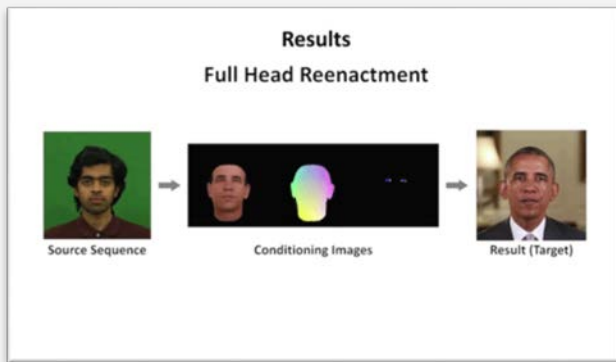 Results
Full Head Reenactment
Source Sequence
Conditioning Images
Result (Target)